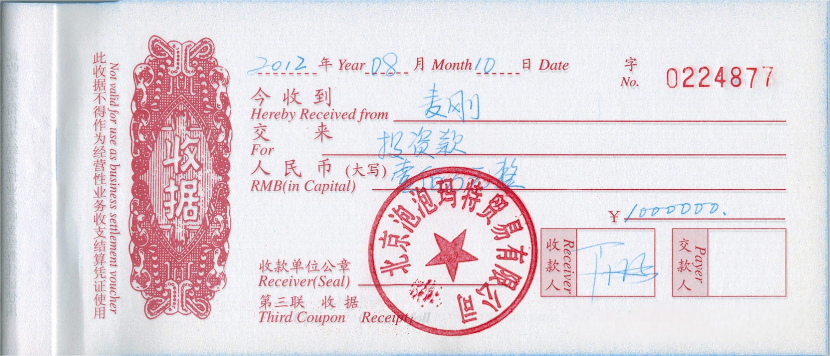 此收据不得作为经营性业务收支结算凭证使用
Not valid for use as business settlement voucher
收据
2012 年 Year 08 月 Month 10 日 Date 字
No. 0224877
今收到
Hereby Received from 麦刚
交来
For 投资款
人民币 (大写) 壹佰万整
RMB(in Capital)
¥ 1000000.
北京泡泡玛特贸易有限公司
收款单位公章
Receiver(Seal)
收款人 Receiver
交款人 Payer
第三联 收据
Third Coupon Receipt